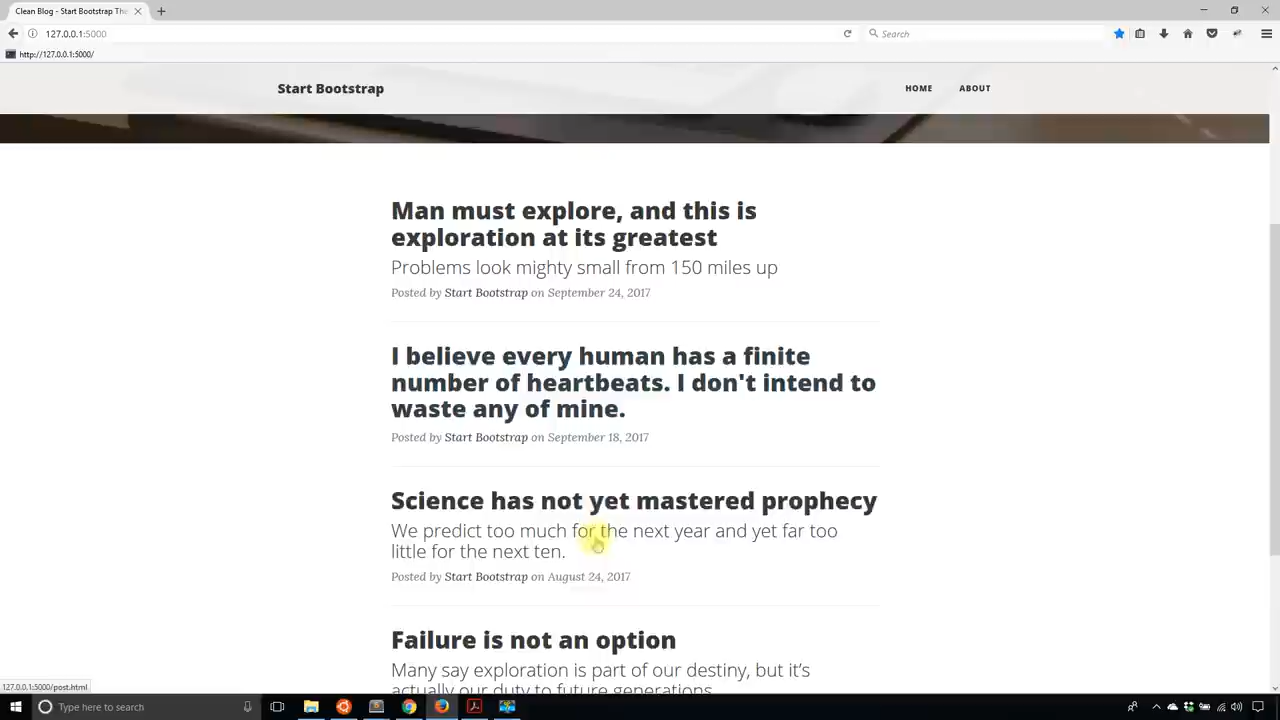 Clean Blog - Start Bootstrap The
127.0.0.1:5000
Search
http://127.0.0.1:5000/
Start Bootstrap
HOME
ABOUT
Man must explore, and this is
exploration at its greatest
Problems look mighty small from 150 miles up
Posted by Start Bootstrap on September 24, 2017
I believe every human has a finite
number of heartbeats. I don't intend to
waste any of mine.
Posted by Start Bootstrap on September 18, 2017
Science has not yet mastered prophecy
We predict too much for the next year and yet far too
little for the next ten.
Posted by Start Bootstrap on August 24, 2017
Failure is not an option
Many say exploration is part of our destiny, but it’s
actually our duty to future generations
127.0.0.1:5000/post.html
Type here to search